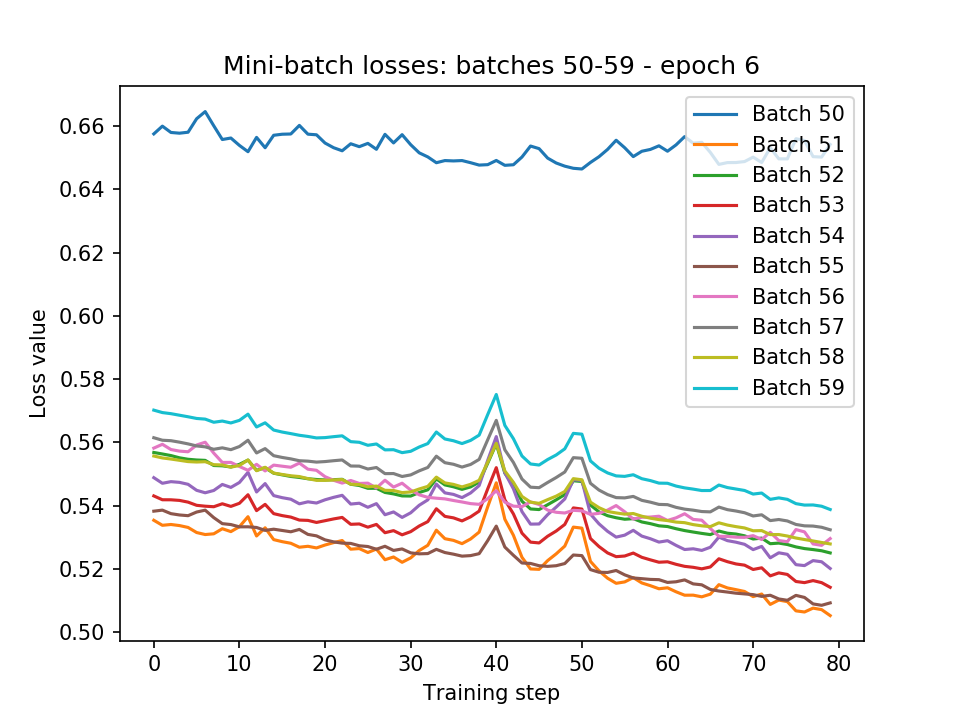 Mini-batch losses: batches 50-59 - epoch 6
0.66
0.64
0.62
0.60
0.58
0.56
0.54
0.52
0.50
Loss value
0
10
20
30
40
50
60
70
80
Training step
Batch 50
Batch 51
Batch 52
Batch 53
Batch 54
Batch 55
Batch 56
Batch 57
Batch 58
Batch 59